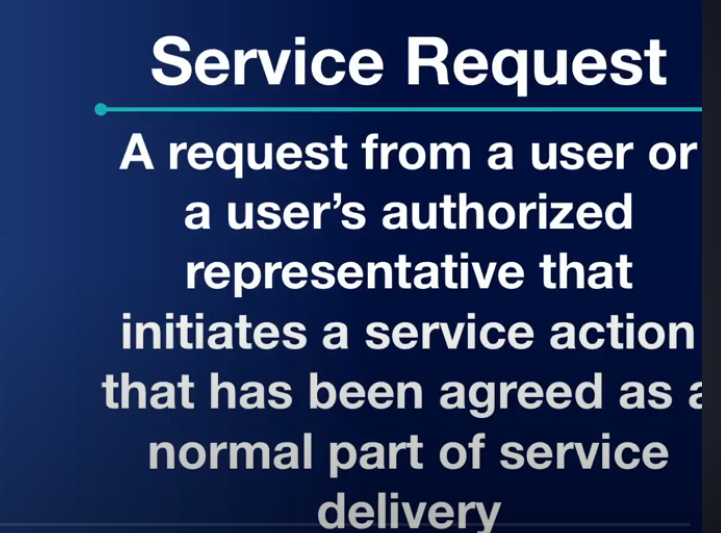 Service Request
A request from a user or
a user’s authorized
representative that
initiates a service action
that has been agreed as a
normal part of service
delivery